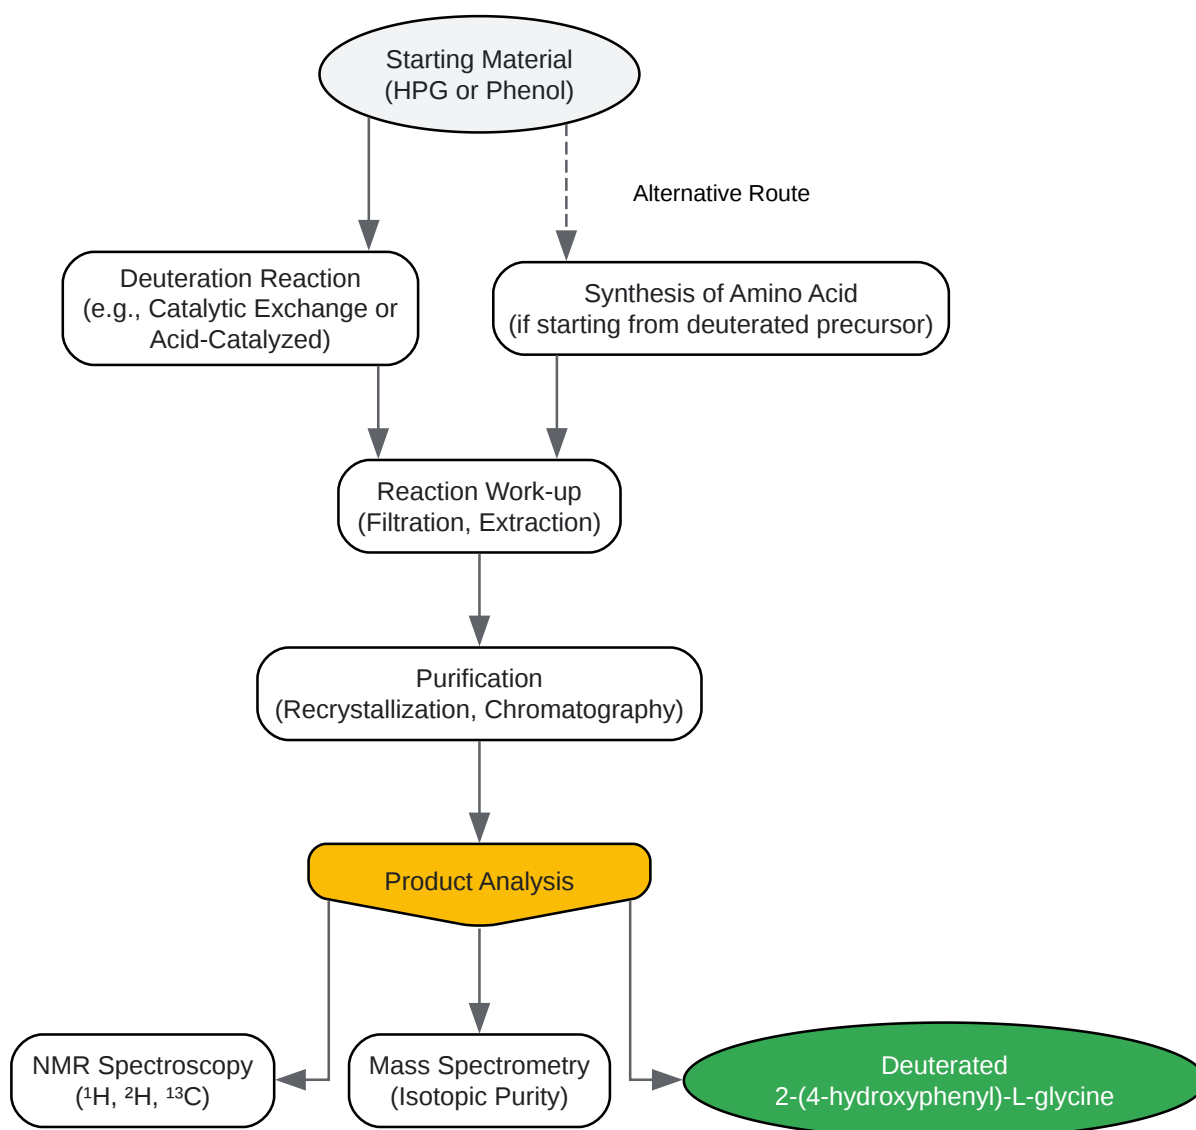 Starting Material
(HPG or Phenol)
Alternative Route
Deuteration Reaction
(e.g., Catalytic Exchange or
Acid-Catalyzed)
Synthesis of Amino Acid
(if starting from deuterated precursor)
Reaction Work-up
(Filtration, Extraction)
Purification
(Recrystallization, Chromatography)
Product Analysis
NMR Spectroscopy
(¹H, ²H, ¹³C)
Mass Spectrometry
(Isotopic Purity)
Deuterated
2-(4-hydroxyphenyl)-L-glycine